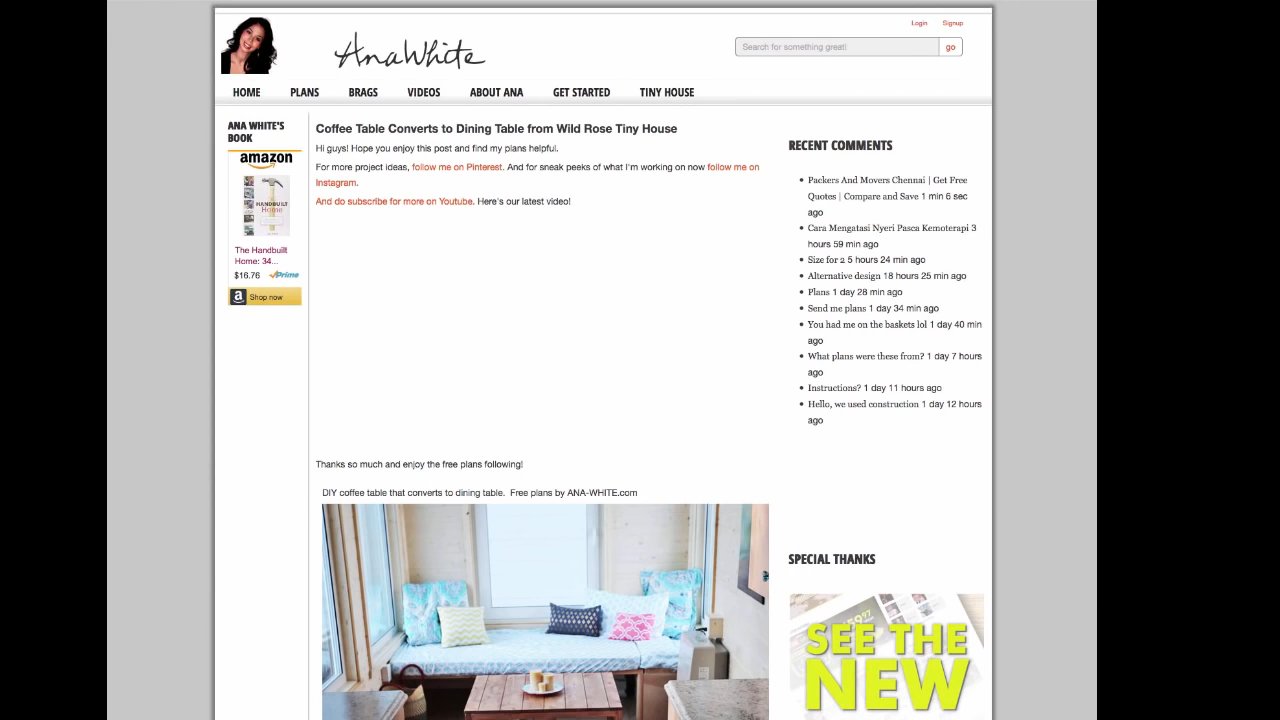 Login Signup
AnaWhite
Search for something great! go
HOME PLANS BRAGS VIDEOS ABOUT ANA GET STARTED TINY HOUSE
ANA WHITE'S
BOOK
amazon
HANDBUILT
Home
The Handbuilt
Home: 34...
$16.76 Prime
a Shop now
Coffee Table Converts to Dining Table from Wild Rose Tiny House
Hi guys! Hope you enjoy this post and find my plans helpful.
For more project ideas, follow me on Pinterest. And for sneak peeks of what I'm working on now follow me on
Instagram.
And do subscribe for more on Youtube. Here's our latest video!
Thanks so much and enjoy the free plans following!
DIY coffee table that converts to dining table. Free plans by ANA-WHITE.com
RECENT COMMENTS
Packers And Movers Chennai | Get Free
Quotes | Compare and Save 1 min 6 sec
ago
Cara Mengatasi Nyeri Pasca Kemoterapi 3
hours 59 min ago
Size for 2 5 hours 24 min ago
Alternative design 18 hours 25 min ago
Plans 1 day 28 min ago
Send me plans 1 day 34 min ago
You had me on the baskets lol 1 day 40 min
ago
What plans were these from? 1 day 7 hours
ago
Instructions? 1 day 11 hours ago
Hello, we used construction 1 day 12 hours
ago
SPECIAL THANKS
SEE THE
NEW